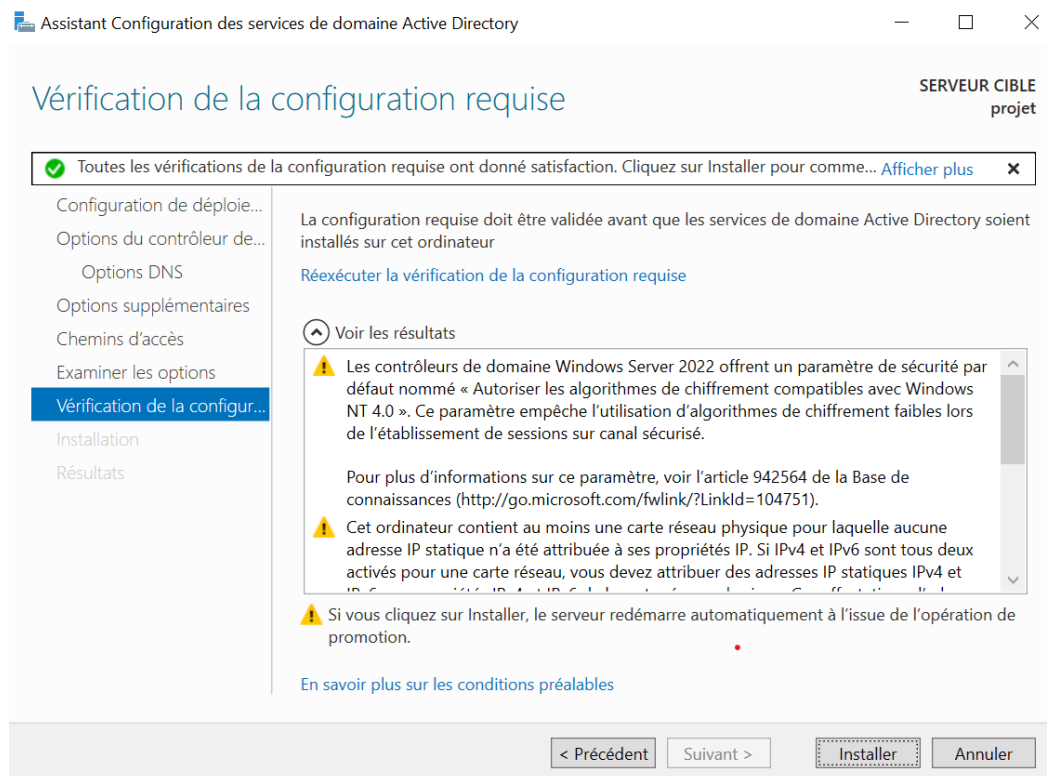 Assistant Configuration des services de domaine Active Directory
Vérification de la configuration requise
SERVEUR CIBLE
projet
Toutes les vérifications de la configuration requise ont donné satisfaction. Cliquez sur Installer pour comme... Afficher plus
Configuration de déploie...
Options du contrôleur de...
Options DNS
Options supplémentaires
Chemins d'accès
Examiner les options
Vérification de la configur...
Installation
Résultats
La configuration requise doit être validée avant que les services de domaine Active Directory soient
installés sur cet ordinateur
Réexécuter la vérification de la configuration requise
Voir les résultats
Les contrôleurs de domaine Windows Server 2022 offrent un paramètre de sécurité par
défaut nommé « Autoriser les algorithmes de chiffrement compatibles avec Windows
NT 4.0 ». Ce paramètre empêche l'utilisation d'algorithmes de chiffrement faibles lors
de l'établissement de sessions sur canal sécurisé.
Pour plus d'informations sur ce paramètre, voir l'article 942564 de la Base de
connaissances (http://go.microsoft.com/fwlink/?LinkId=104751).
Cet ordinateur contient au moins une carte réseau physique pour laquelle aucune
adresse IP statique n'a été attribuée à ses propriétés IP. Si IPv4 et IPv6 sont tous deux
activés pour une carte réseau, vous devez attribuer des adresses IP statiques IPv4 et
Si vous cliquez sur Installer, le serveur redémarre automatiquement à l'issue de l'opération de
promotion.
En savoir plus sur les conditions préalables
< Précédent
Suivant >
Installer
Annuler